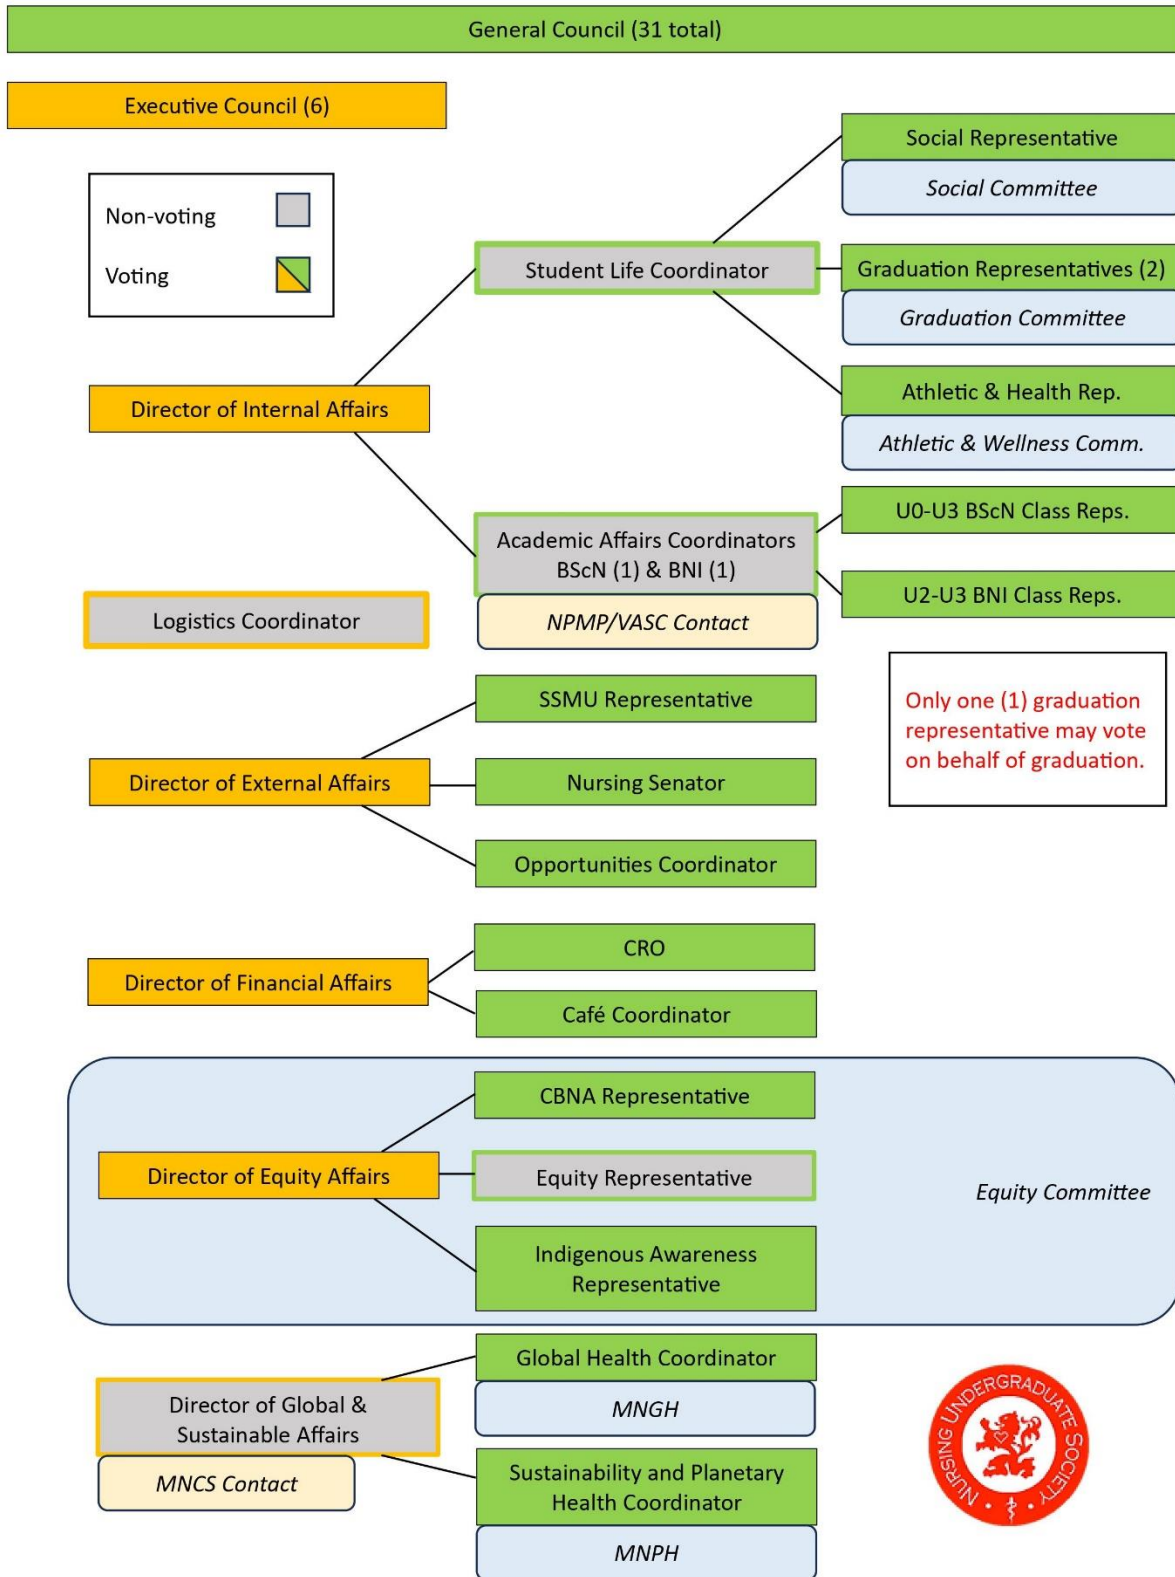 General Council (31 total)
Executive Council (6)
Non-voting
Voting
Social Representative
Social Committee
Student Life Coordinator
Graduation Representatives (2)
Graduation Committee
Director of Internal Affairs
Athletic & Health Rep.
Athletic & Wellness Comm.
Academic Affairs Coordinators
BScN (1) & BNI (1)
NPMP/VASC Contact
U0-U3 BScN Class Reps.
U2-U3 BNI Class Reps.
Logistics Coordinator
Only one (1) graduation
representative may vote
on behalf of graduation.
SSMU Representative
Director of External Affairs
Nursing Senator
Opportunities Coordinator
CRO
Director of Financial Affairs
Café Coordinator
CBNA Representative
Director of Equity Affairs
Equity Representative
Equity Committee
Indigenous Awareness
Representative
Global Health Coordinator
MNGH
Director of Global &
Sustainable Affairs
MNCS Contact
Sustainability and Planetary
Health Coordinator
MNPH
NURSING UNDERGRADUATE SOCIETY